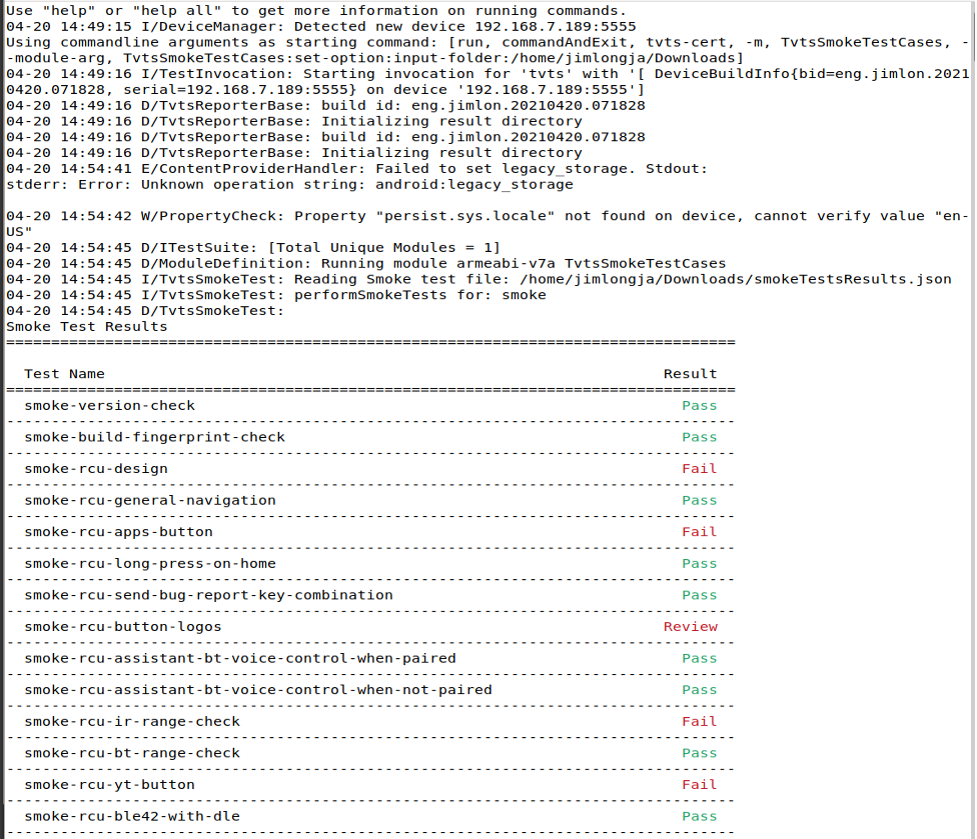 Use "help" or "help all" to get more information on running commands.
04-20 14:49:15 I/DeviceManager: Detected new device 192.168.7.189:5555
Using commandline arguments as starting command: [run, commandAndExit, tvts-cert, -m, TvtsSmokeTestCases, -
-module-arg, TvtsSmokeTestCases:set-option:input-folder:/home/jimlongja/Downloads]
04-20 14:49:16 I/TestInvocation: Starting invocation for 'tvts' with '[ DeviceBuildInfo{bid=eng.jimlon.2021
0420.071828, serial=192.168.7.189:5555} on device '192.168.7.189:5555']
04-20 14:49:16 D/TvtsReporterBase: build id: eng.jimlon.20210420.071828
04-20 14:49:16 D/TvtsReporterBase: Initializing result directory
04-20 14:49:16 D/TvtsReporterBase: build id: eng.jimlon.20210420.071828
04-20 14:49:16 D/TvtsReporterBase: Initializing result directory
04-20 14:54:41 E/ContentProviderHandler: Failed to set legacy_storage. Stdout:
stderr: Error: Unknown operation string: android:legacy_storage
04-20 14:54:42 W/PropertyCheck: Property "persist.sys.locale" not found on device, cannot verify value "en-
US"
04-20 14:54:45 D/ITestSuite: [Total Unique Modules = 1]
04-20 14:54:45 D/ModuleDefinition: Running module armeabi-v7a TvtsSmokeTestCases
04-20 14:54:45 I/TvtsSmokeTest: Reading Smoke test file: /home/jimlongja/Downloads/smokeTestsResults.json
04-20 14:54:45 I/TvtsSmokeTest: performSmokeTests for: smoke
04-20 14:54:45 D/TvtsSmokeTest:
Smoke Test Results
=================================================================================
Test Name Result
=================================================================================
smoke-version-check Pass
---------------------------------------------------------------------------------
smoke-build-fingerprint-check Pass
---------------------------------------------------------------------------------
smoke-rcu-design Fail
---------------------------------------------------------------------------------
smoke-rcu-general-navigation Pass
---------------------------------------------------------------------------------
smoke-rcu-apps-button Fail
---------------------------------------------------------------------------------
smoke-rcu-long-press-on-home Pass
---------------------------------------------------------------------------------
smoke-rcu-send-bug-report-key-combination Pass
---------------------------------------------------------------------------------
smoke-rcu-button-logos Review
---------------------------------------------------------------------------------
smoke-rcu-assistant-bt-voice-control-when-paired Pass
---------------------------------------------------------------------------------
smoke-rcu-assistant-bt-voice-control-when-not-paired Pass
---------------------------------------------------------------------------------
smoke-rcu-ir-range-check Fail
---------------------------------------------------------------------------------
smoke-rcu-bt-range-check Pass
---------------------------------------------------------------------------------
smoke-rcu-yt-button Fail
---------------------------------------------------------------------------------
smoke-rcu-ble42-with-dle Pass
---------------------------------------------------------------------------------